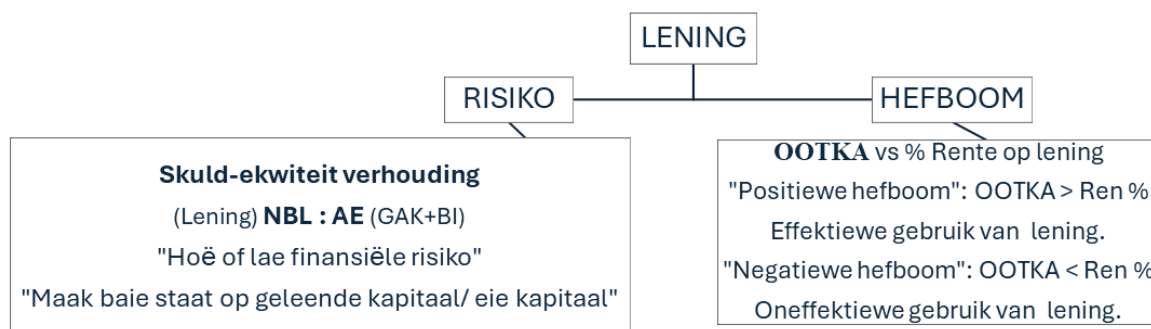 LENING
RISIKO
HEFBOOM
Skuld-ekwiteit verhouding
(Lening) NBL : AE (GAK+BI)
"Hoë of lae finansiële risiko"
"Maak baie staat op geleende kapitaal/ eie kapitaal"
OOTKA vs % Rente op lening
"Positiewe hefboom": OOTKA > Ren %
Effektiewe gebruik van lening.
"Negatiewe hefboom": OOTKA < Ren %
Oneffektiewe gebruik van lening.